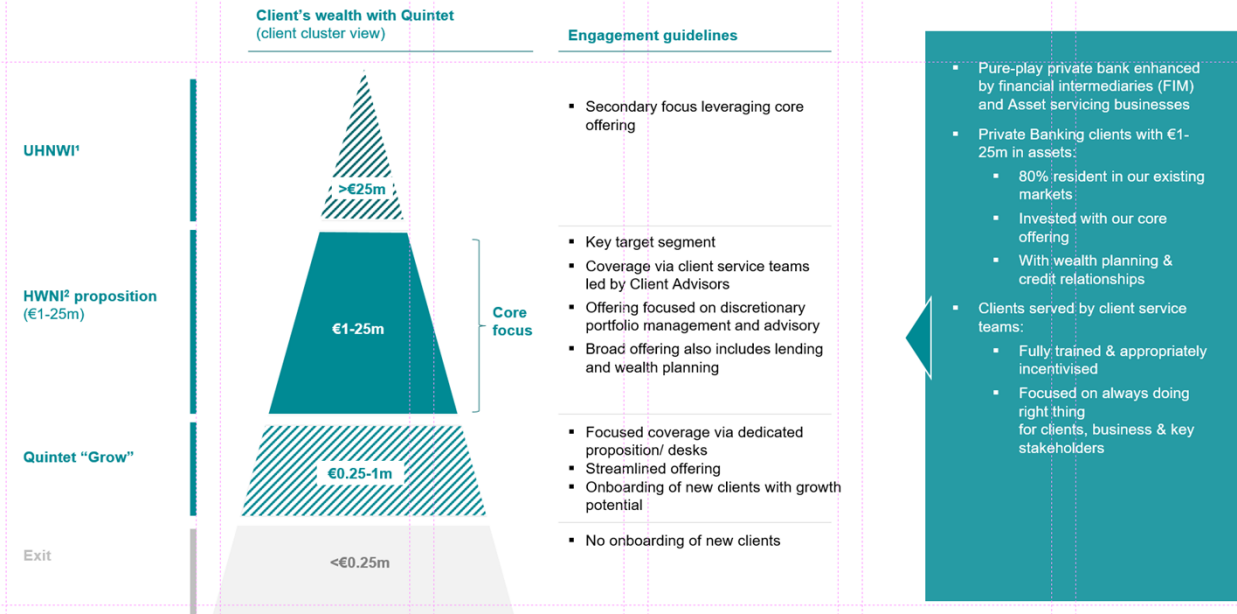 Client's wealth with Quintet
(client cluster view)
Engagement guidelines
UHNWI¹
>€25m
▪ Secondary focus leveraging core
offering
HWNI² proposition
(€1-25m)
€1-25m
Core
focus
▪ Key target segment
▪ Coverage via client service teams
led by Client Advisors
▪ Offering focused on discretionary
portfolio management and advisory
▪ Broad offering also includes lending
and wealth planning
Quintet “Grow”
€0.25-1m
▪ Focused coverage via dedicated
proposition/ desks
▪ Streamlined offering
▪ Onboarding of new clients with growth
potential
Exit
<€0.25m
▪ No onboarding of new clients
▪ Pure-play private bank enhanced
by financial intermediaries (FIM)
and Asset servicing businesses
▪ Private Banking clients with €1-
25m in assets:
▪ 80% resident in our existing
markets
▪ Invested with our core
offering
▪ With wealth planning &
credit relationships
▪ Clients served by client service
teams:
▪ Fully trained & appropriately
incentivised
▪ Focused on always doing
right thing
for clients, business & key
stakeholders